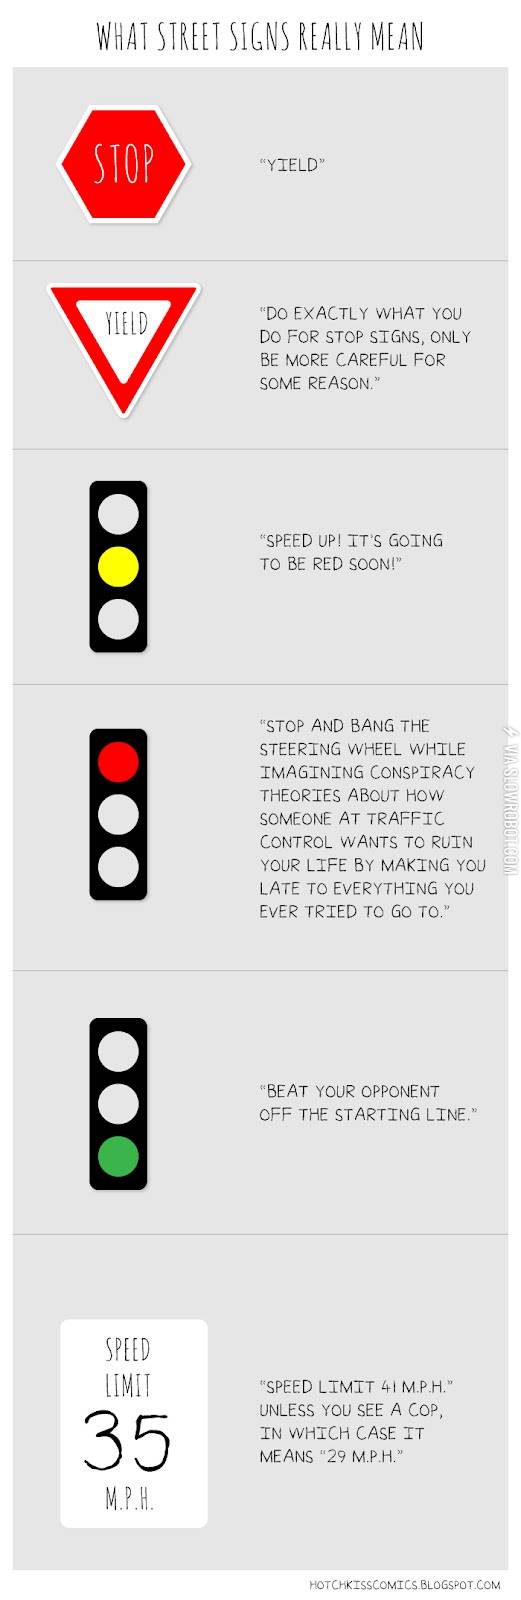 WHAT STREET SIGNS REALLY MEAN
STOP
"YIELD"
YIELD
"DO EXACTLY WHAT YOU
DO FOR STOP SIGNS, ONLY
BE MORE CAREFUL FOR
SOME REASON."
"SPEED UP! IT'S GOING
TO BE RED SOON!"
"STOP AND BANG THE
STEERING WHEEL WHILE
IMAGINING CONSPIRACY
THEORIES ABOUT HOW
SOMEONE AT TRAFFIC
CONTROL WANTS TO RUIN
YOUR LIFE BY MAKING YOU
LATE TO EVERYTHING YOU
EVER TRIED TO GO TO."
VIA SLOWROBOT.COM
"BEAT YOUR OPPONENT
OFF THE STARTING LINE."
SPEED
LIMIT
35
M.P.H.
"SPEED LIMIT 41 M.P.H."
UNLESS YOU SEE A COP,
IN WHICH CASE IT
MEANS "29 M.P.H."
HOTCHKISSCOMICS.BLOGSPOT.COM